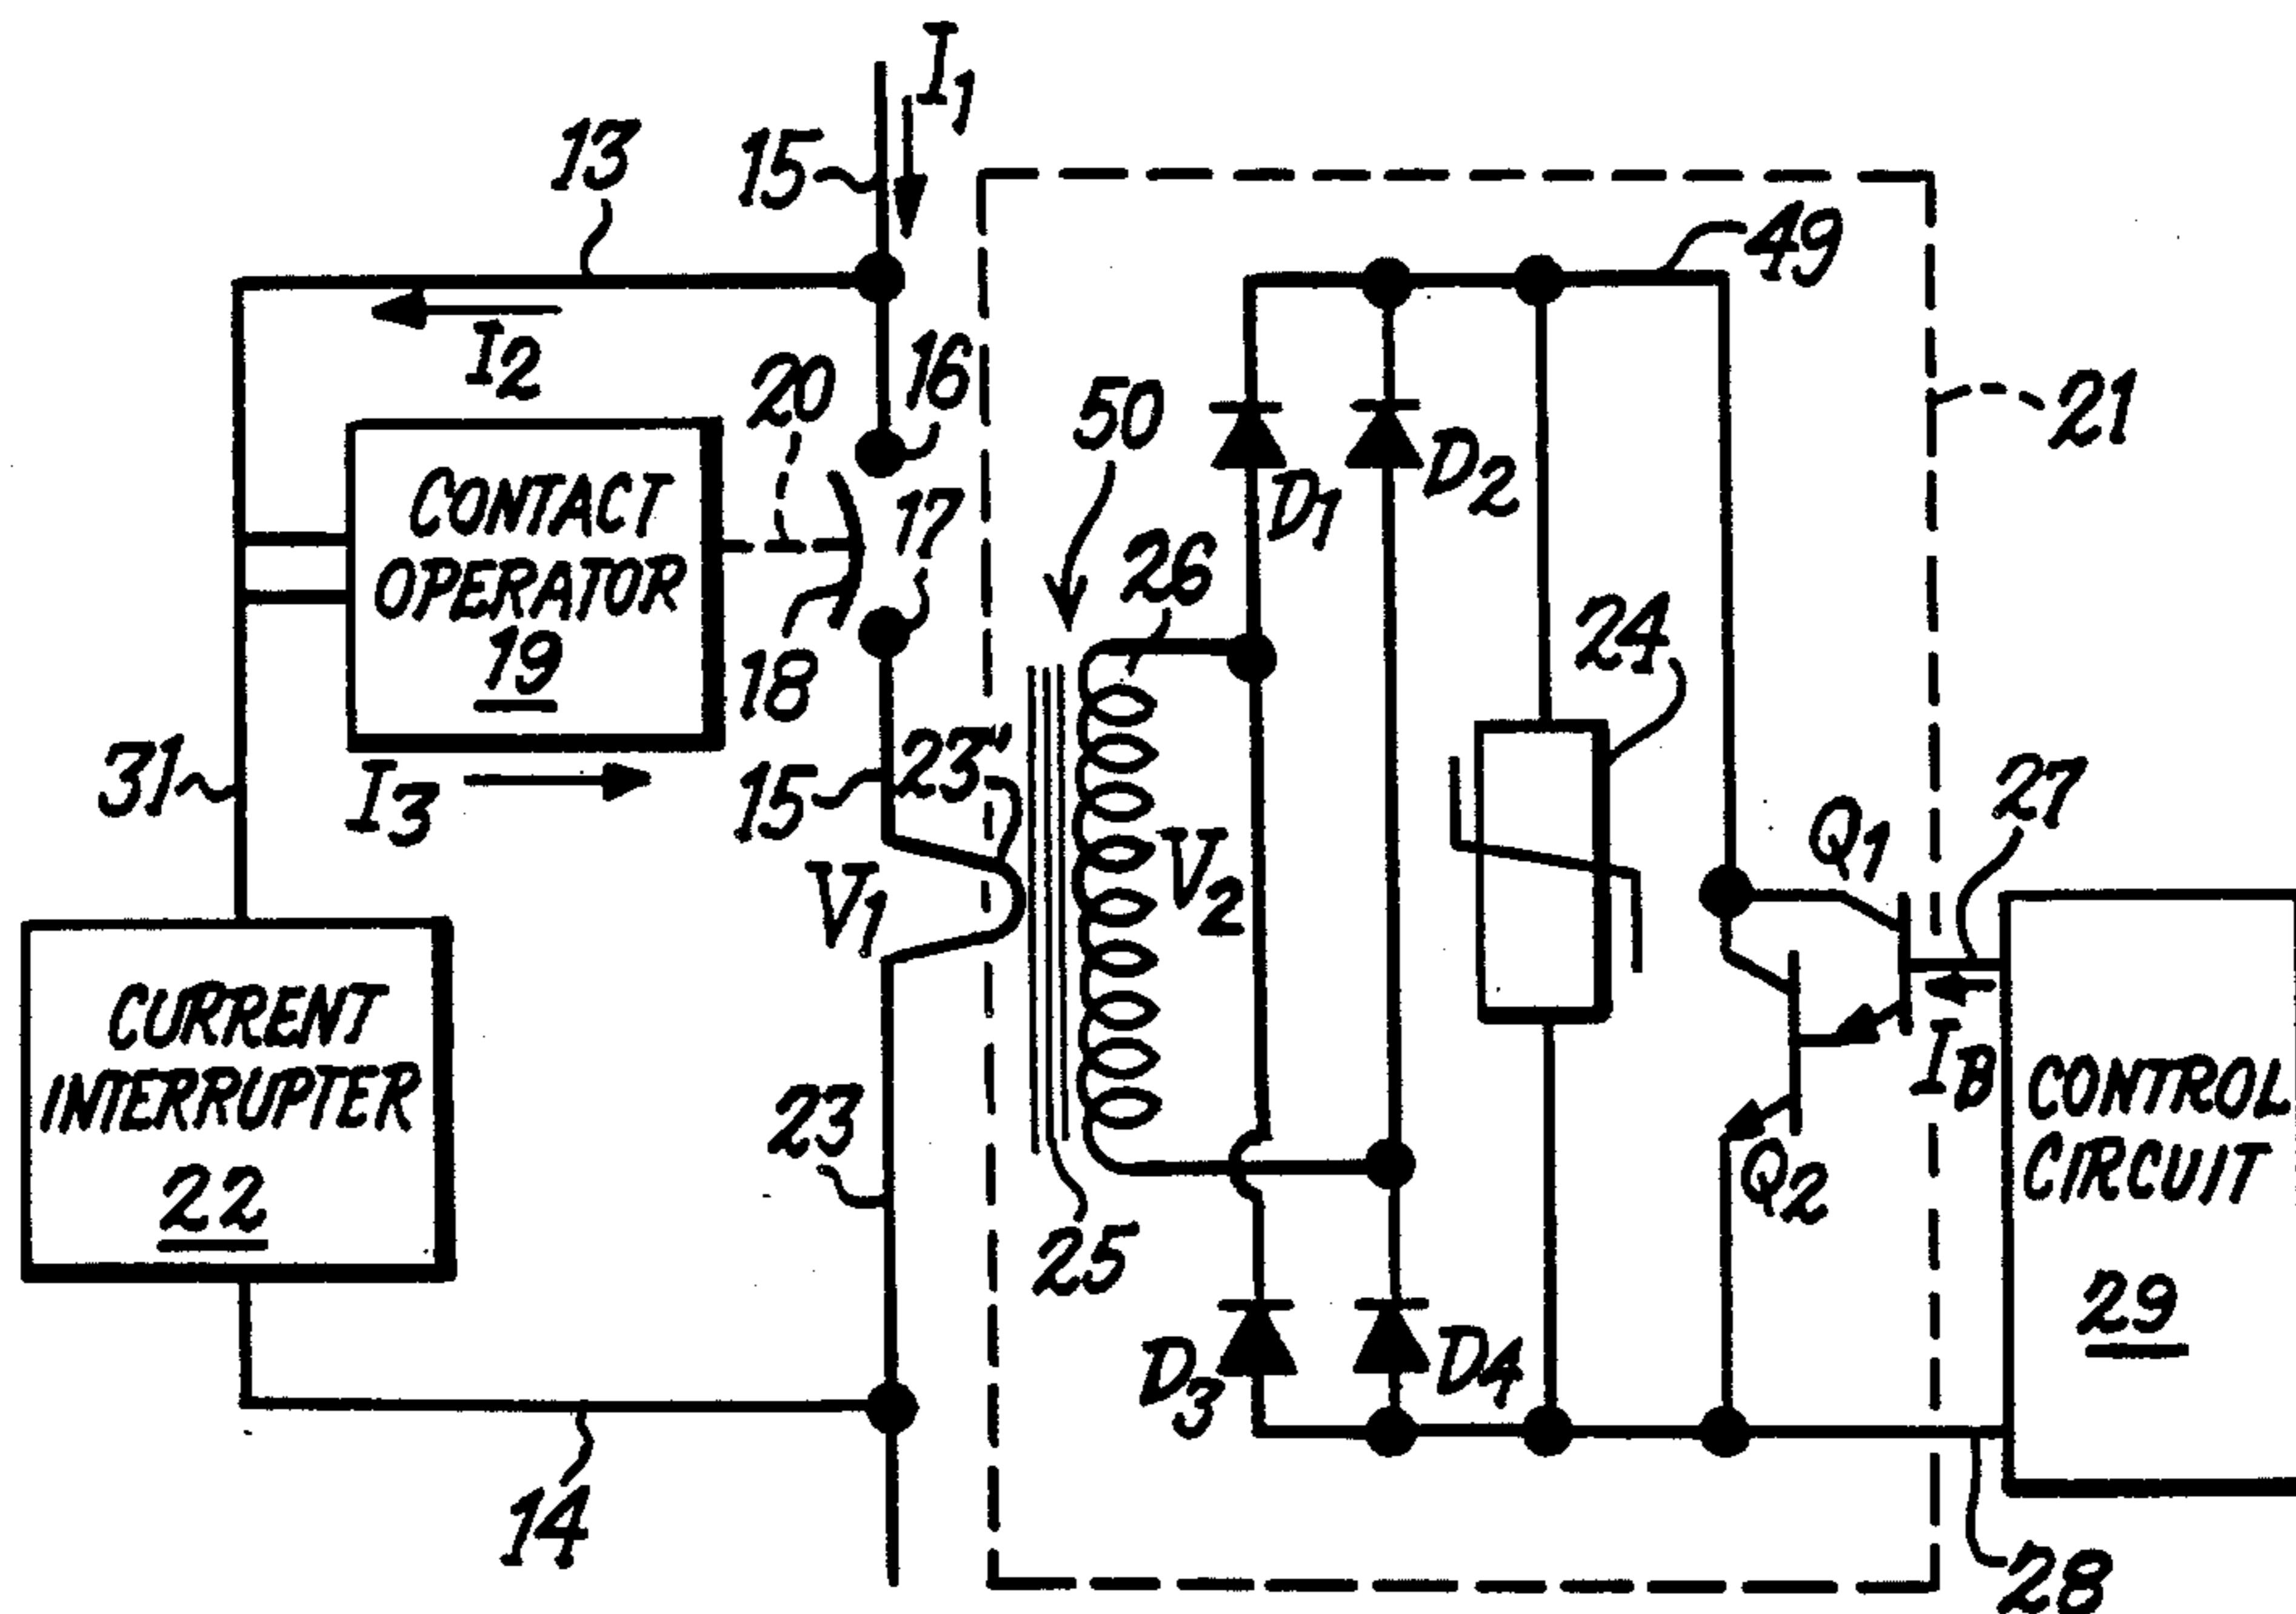 I1
13
15
49
I2
16
20
50
21
D2
D1
CONTACT
OPERATOR
19
17
26
24
18
23"
31
I3
15
27
Q1
V1
V2
CURRENT
INTERRUPTER
22
IB
CONTROL
CIRCUIT
29
23
Q2
25
D3
D4
14
28